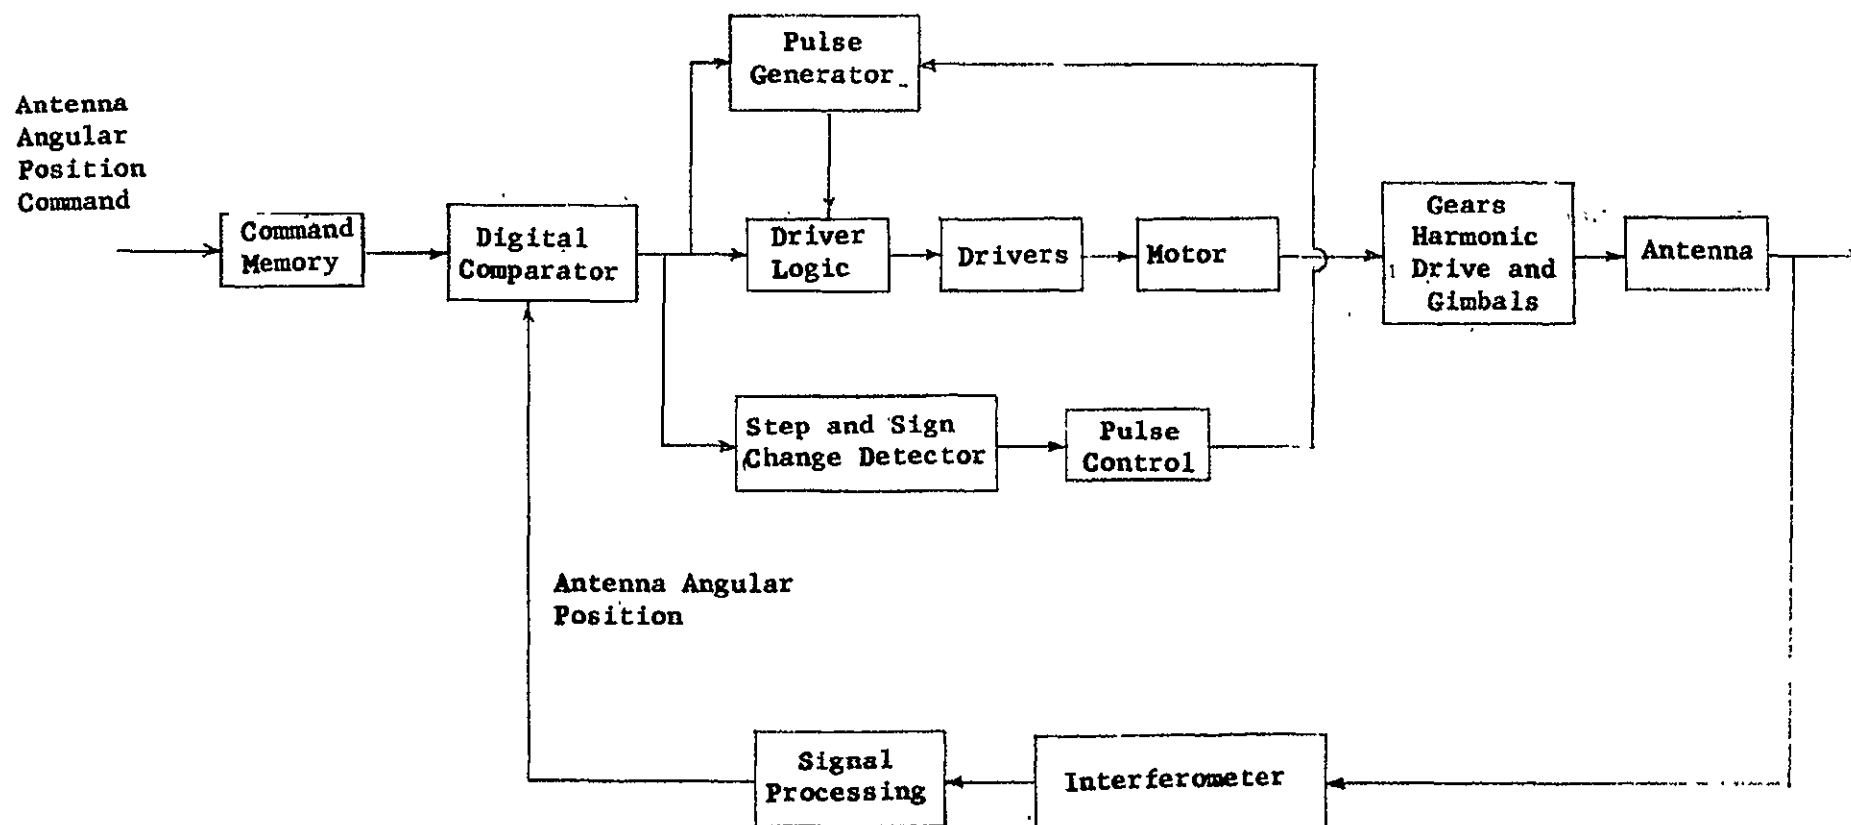 Pulse
Generator
Antenna
Angular
Position
Command
Command
Memory
Digital
Comparator
Driver
Logic
Drivers
Motor
Gears
Harmonic
Drive and
Gimbals
Antenna
Step and Sign
Change Detector
Pulse
Control
Antenna Angular
Position
Signal
Processing
Interferometer